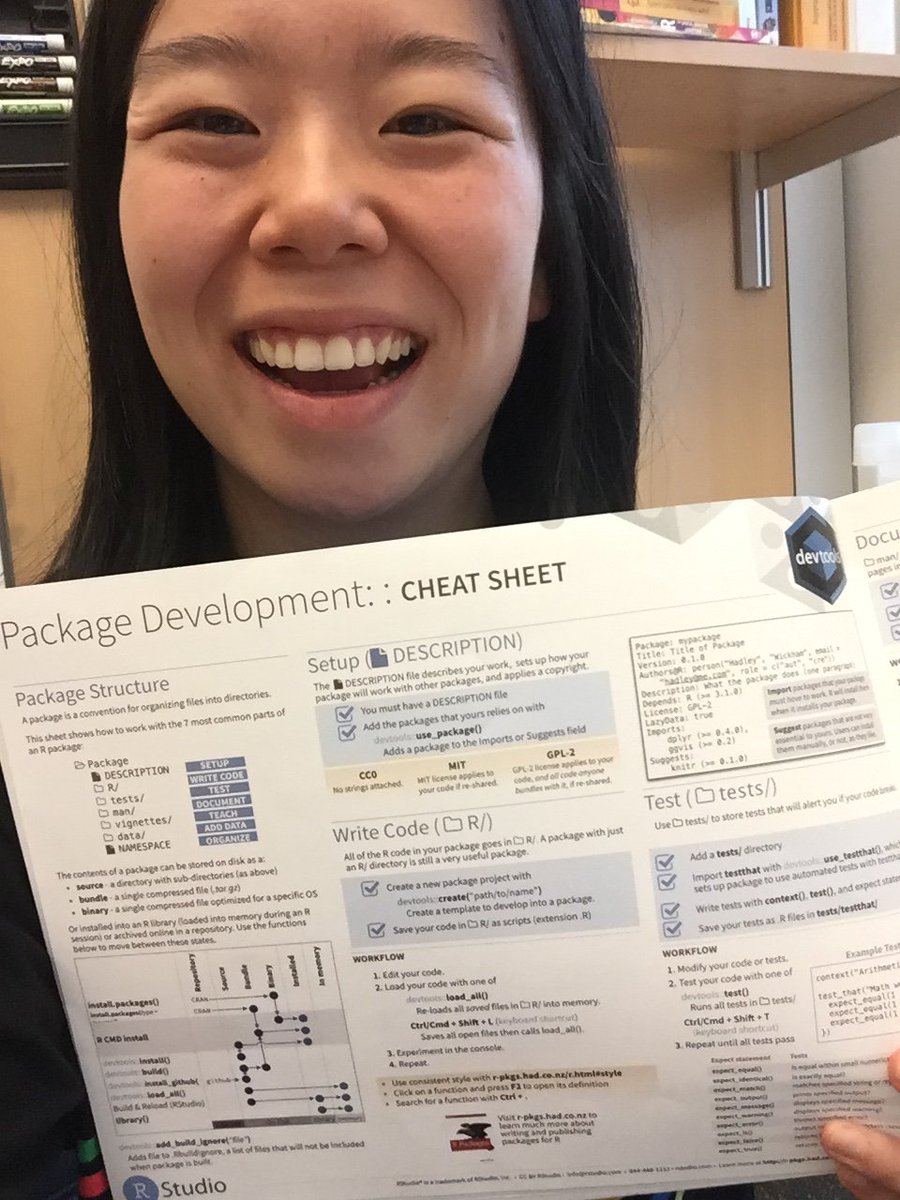 EXPO
Package Development: : CHEAT SHEET
devtools
Package Structure
A package is a convention for organizing files into directories.
This sheet shows how to work with the 7 most common parts of
an R package:
Package
DESCRIPTION
SETUP
R/
WRITE CODE
tests/
TEST
man/
DOCUMENT
vignettes/
TEACH
data/
ADD DATA
NAMESPACE
ORGANIZE
The contents of a package can be stored on disk as a:
• source - a directory with sub-directories (as above)
• bundle - a single compressed file (.tar.gz)
• binary - a single compressed file optimized for a specific OS
Or installed into an R library (loaded into memory during an R
session) or archived online in a repository. Use the functions
below to move between these states.
Repository
Source
Bundle
Binary
Installed
In memory
install.packages()
CRAN
install.packages(type =
CRAN
R CMD install
devtools::install()
devtools::build()
devtools::install_github(
github
devtools::load_all()
Build & Reload (RStudio)
library()
devtools::add_build_ignore("file")
Adds file to .Rbuildignore, a list of files that will not be included
when package is built.
R Studio
Setup ( DESCRIPTION)
The DESCRIPTION file describes your work, sets up how your
package will work with other packages, and applies a copyright.
You must have a DESCRIPTION file
Add the packages that yours relies on with
devtools::use_package()
Adds a package to the Imports or Suggests field
CC0
No strings attached.
MIT
MIT license applies to
your code if re-shared.
GPL-2
GPL-2 license applies to your
code, and all code anyone
bundles with it, if re-shared.
Write Code ( R/)
All of the R code in your package goes in R/. A package with just
an R/ directory is still a very useful package.
Create a new package project with
devtools::create("path/to/name")
Create a template to develop into a package.
Save your code in R/ as scripts (extension .R)
WORKFLOW
1. Edit your code.
2. Load your code with one of
devtools::load_all()
Re-loads all saved files in R/ into memory.
Ctrl/Cmd + Shift + L (keyboard shortcut)
Saves all open files then calls load_all().
3. Experiment in the console.
4. Repeat.
• Use consistent style with r-pkgs.had.co.nz/r.html#style
• Click on a function and press F2 to open its definition
• Search for a function with Ctrl + .
Visit r-pkgs.had.co.nz to
learn much more about
writing and publishing
packages for R
Package: mypackage
Title: Title of Package
Version: 0.1.0
Authors@R: person("Hadley", "Wickham", email =
"hadley@me.com", role = c("aut", "cre"))
Description: What the package does (one paragraph)
Depends: R (>= 3.1.0)
License: GPL-2
LazyData: true
Imports:
dplyr (>= 0.4.0),
ggvis (>= 0.2)
Suggests:
knitr (>= 0.1.0)
Import packages that your package
must have to work. R will install them
when it installs your package.
Suggest packages that are not very
essential to yours. Users can install
them manually, or not, as they like.
Test ( tests/)
Use tests/ to store tests that will alert you if your code breaks.
Add a tests/ directory
Import testthat with devtools::use_testthat(), which
sets up package to use automated tests with testthat
Write tests with context(), test(), and expect state
Save your tests as .R files in tests/testthat/
WORKFLOW
1. Modify your code or tests.
2. Test your code with one of
devtools::test()
Runs all tests in tests/
Ctrl/Cmd + Shift + T
(keyboard shortcut)
3. Repeat until all tests pass
Example Test
context("Arithmeti
test_that("Math w
expect_equal(1
expect_equal(1
expect_equal(1
})
Expect statement
Tests
expect_equal()
is equal within small numerica
expect_identical()
is exactly equal?
expect_match()
matches specified string or
expect_output()
prints specified output?
expect_message()
expect_warning()
expect_error()
expect_is()
expect_false()
expect_true()
RStudio® is a trademark of RStudio, Inc. • CC BY RStudio • info@rstudio.com • 844-448-1212 • rstudio.com • Learn more at http://r-pkgs.had.co
Docu
man/
pages in